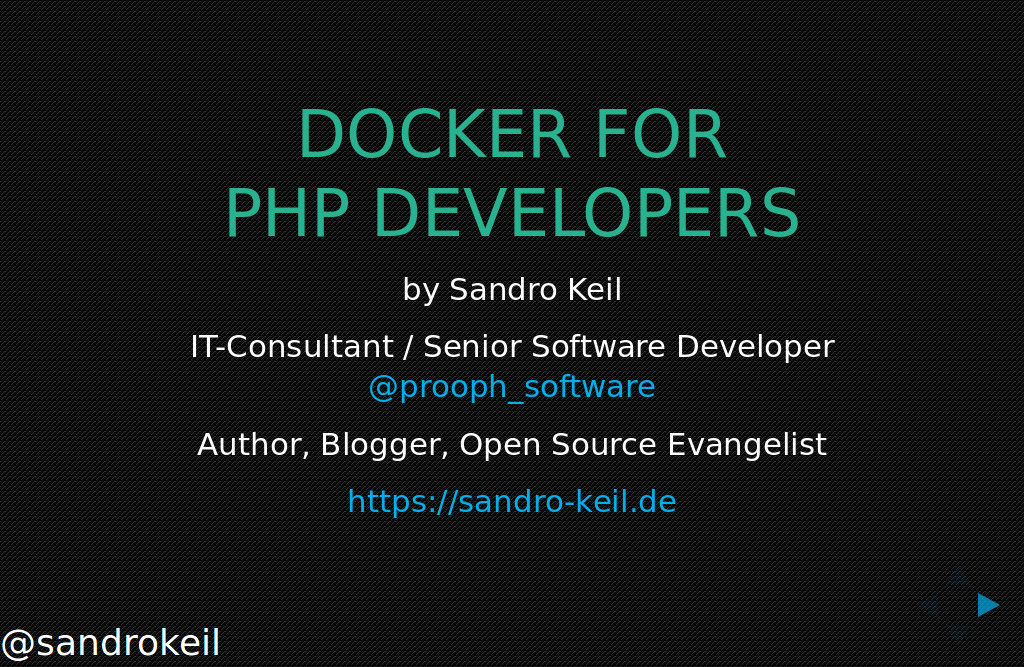 DOCKER FOR
PHP DEVELOPERS
by Sandro Keil
IT-Consultant / Senior Software Developer
@prooph_software
Author, Blogger, Open Source Evangelist
https://sandro-keil.de
@sandrokeil